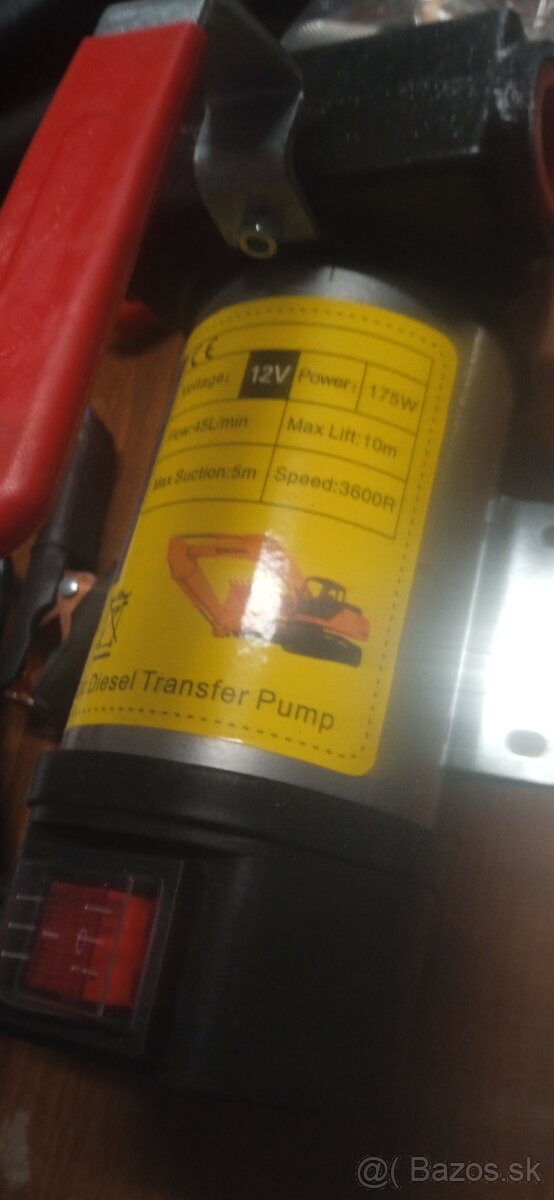 CE
Voltage: 12V Power: 175W
Flow:45L/min Max Lift:10m
Max Suction:5m Speed:3600R
Diesel Transfer Pump
@( Bazos.sk